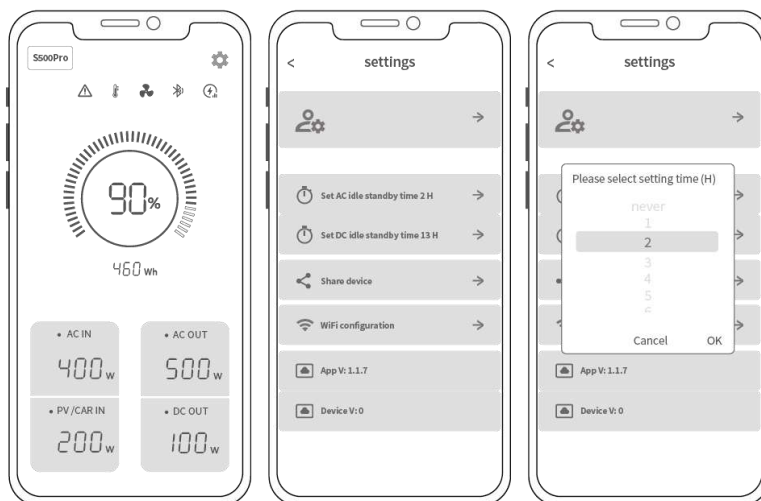 S500Pro
90%
460 Wh
• AC IN
400 W
• AC OUT
500 W
• PV /CAR IN
200 W
• DC OUT
100 W
< settings
Set AC idle standby time 2 H
Set DC idle standby time 13 H
Share device
WiFi configuration
App V: 1.1.7
Device V: 0
< settings
Please select setting time (H)
never
1
2
3
4
5
Cancel OK
App V: 1.1.7
Device V: 0